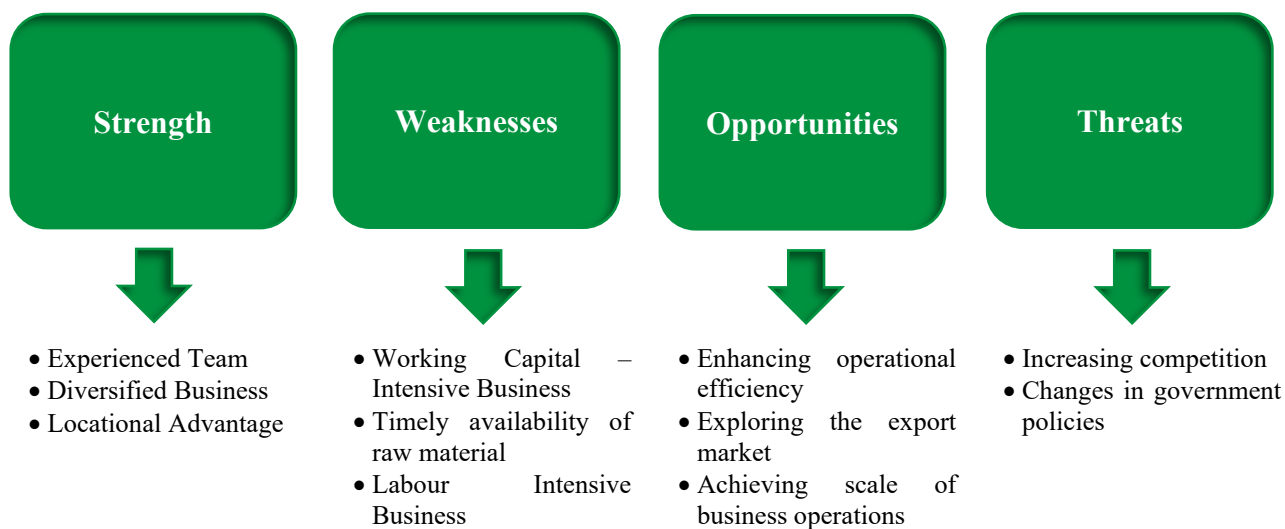 Strength
Weaknesses
Opportunities
Threats
• Experienced Team
• Diversified Business
• Locational Advantage
• Working Capital –
Intensive Business
• Timely availability of
raw material
• Labour Intensive
Business
• Enhancing operational
efficiency
• Exploring the export
market
• Achieving scale of
business operations
• Increasing competition
• Changes in government
policies